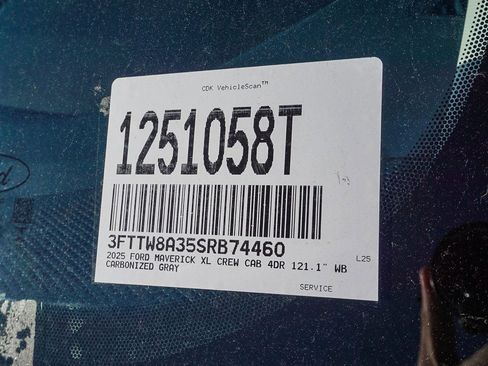 CDK VehicleScan™
1251058T
3FTTW8A35SRB74460
2025 FORD MAVERICK XL CREW CAB 4DR 121.1" WB
L25
CARBONIZED GRAY
SERVICE